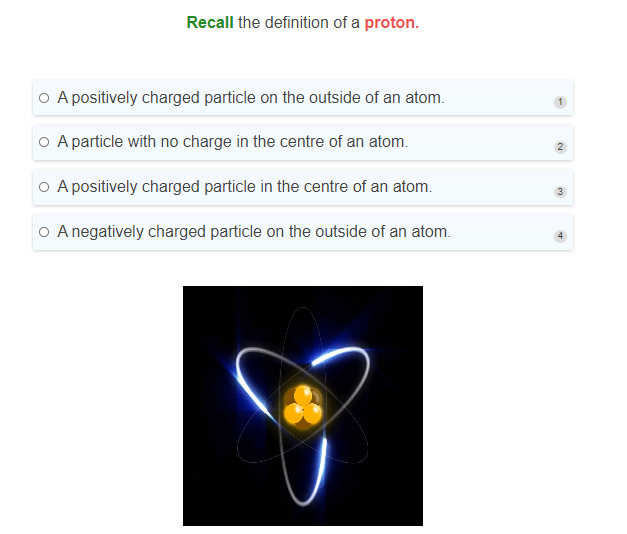 Recall the definition of a proton.
A positively charged particle on the outside of an atom. 1
A particle with no charge in the centre of an atom. 2
A positively charged particle in the centre of an atom. 3
A negatively charged particle on the outside of an atom. 4